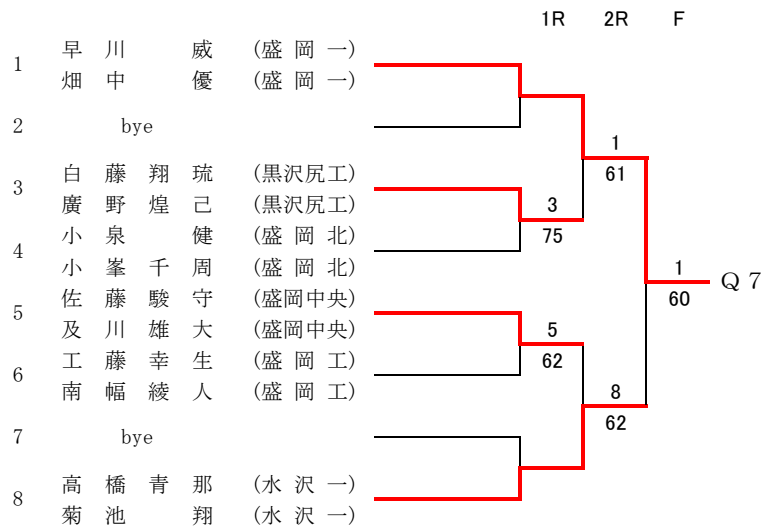 1R 2R F
早 川 威 (盛 岡 一)
1
畑 中 優 (盛 岡 一)
1
2 bye
61
白 藤 翔 琉 (黒沢尻工)
3
廣 野 煌 己 (黒沢尻工)
3
小 泉 健 (盛 岡 北)
75
4
小 峯 千 周 (盛 岡 北)
1
Q 7
佐 藤 駿 守 (盛岡中央)
60
5
及 川 雄 大 (盛岡中央)
5
工 藤 幸 生 (盛 岡 工)
62
6
南 幅 綾 人 (盛 岡 工)
8
62
7 bye
高 橋 青 那 (水 沢 一)
8
菊 池 翔 (水 沢 一)